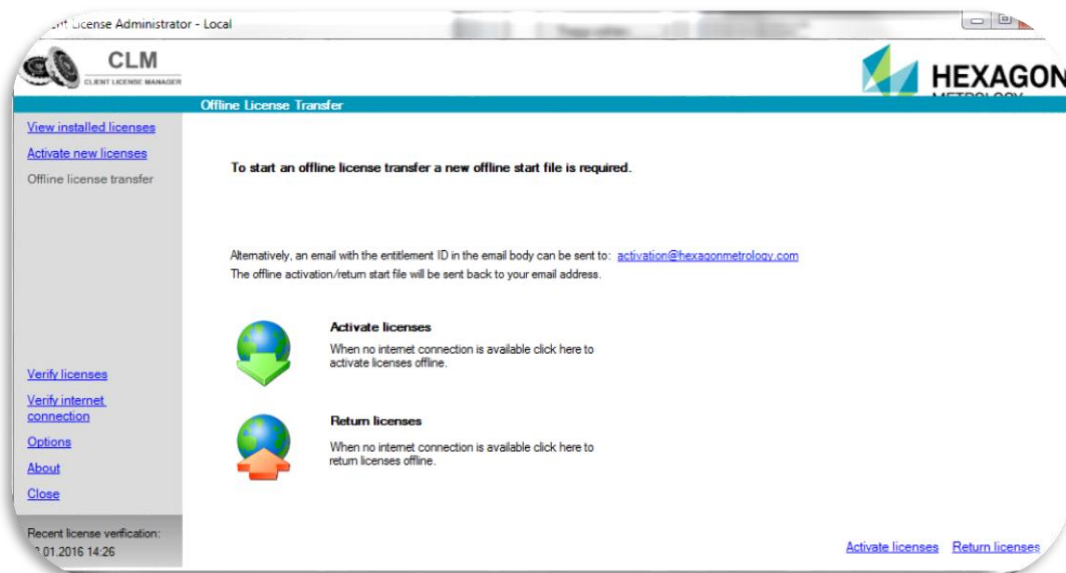 License Administrator - Local
CLM
CLIENT LICENSE MANAGER
HEXAGON
METROLOGY
Offline License Transfer
View installed licenses
Activate new licenses
Offline license transfer
To start an offline license transfer a new offline start file is required.
Alternatively, an email with the entitlement ID in the email body can be sent to: activation@hexagonmetrology.com
The offline activation/return start file will be sent back to your email address.
Activate licenses
When no internet connection is available click here to
activate licenses offline.
Return licenses
When no internet connection is available click here to
return licenses offline.
Verify licenses
Verify internet
connection
Options
About
Close
Recent license verification:
.01.2016 14:26
Activate licenses Return licenses